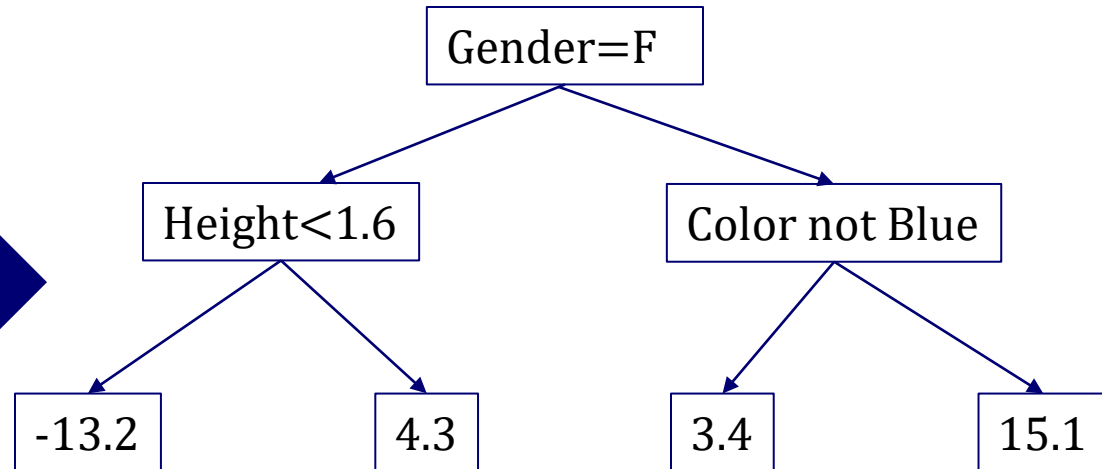 Gender=F
Height<1.6
Color not Blue
-13.2
4.3
3.4
15.1